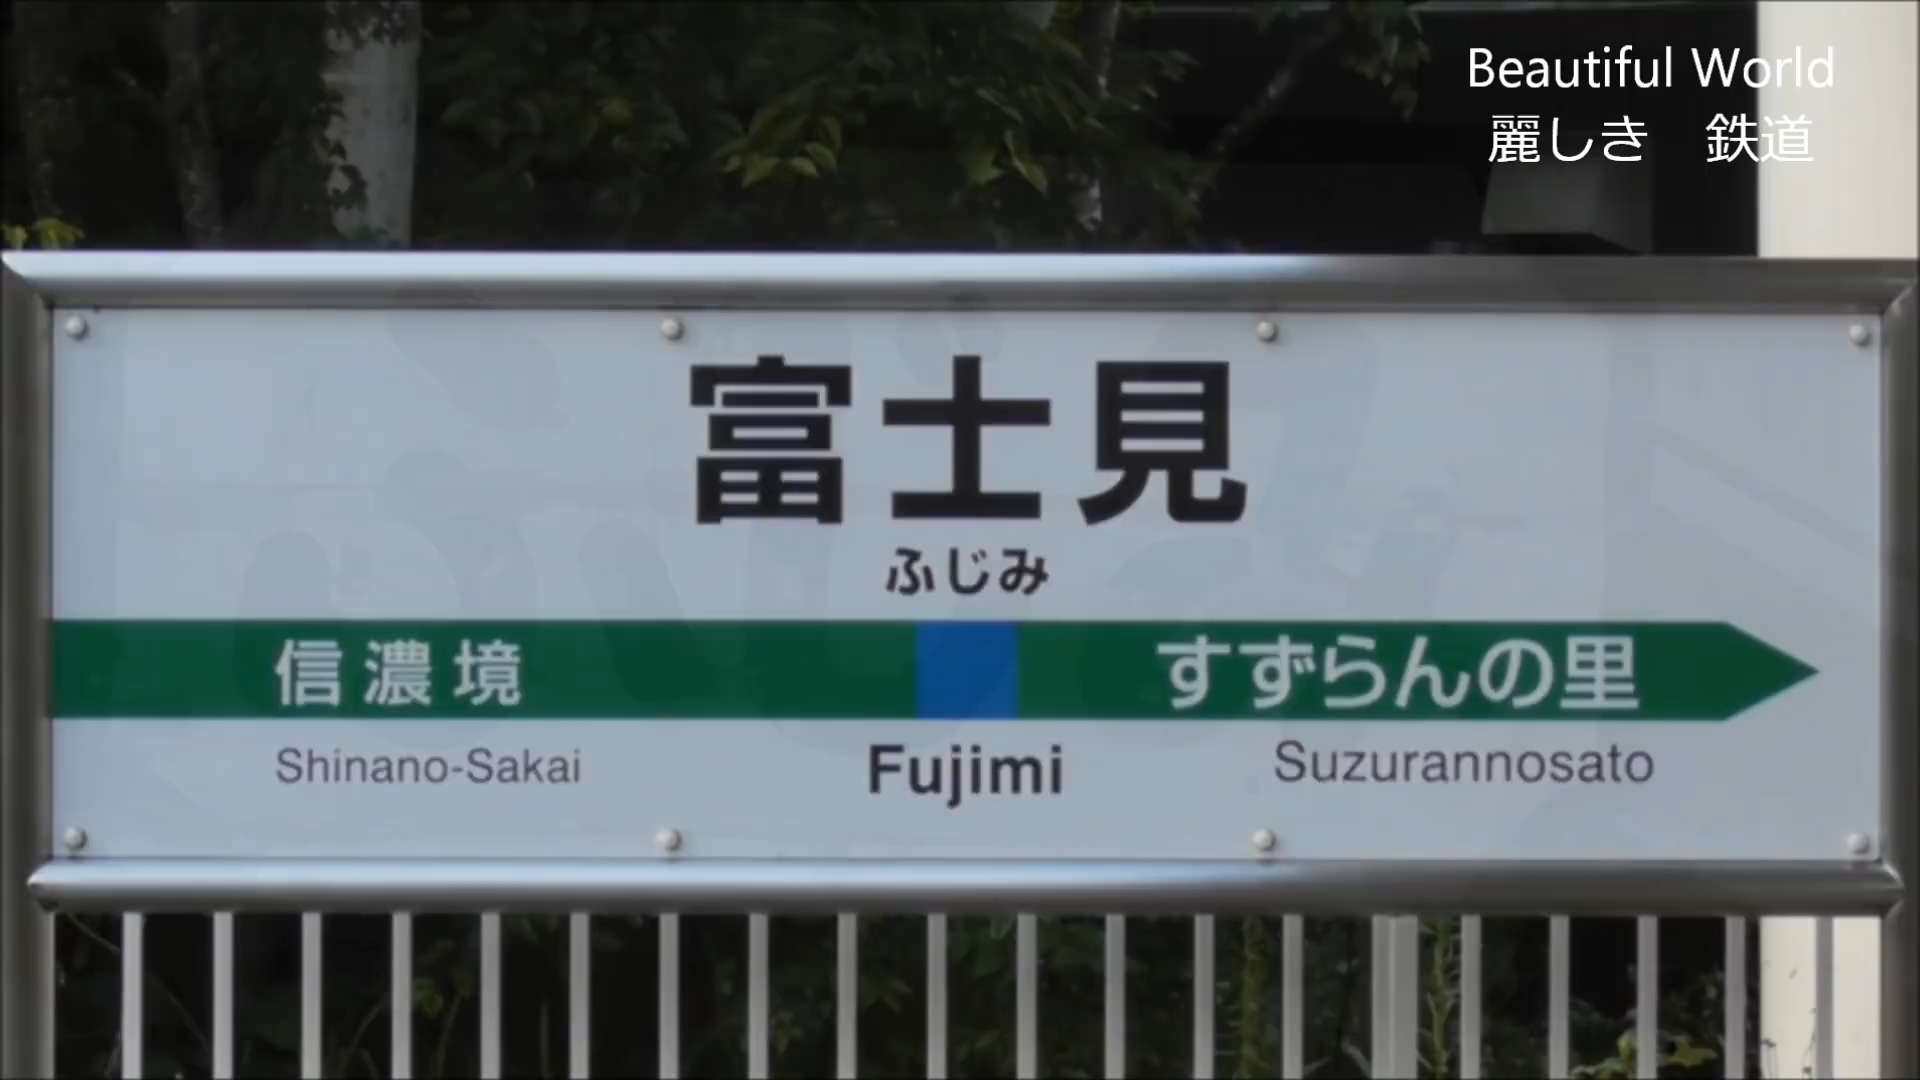 Beautiful World
麗しき　鉄道
富士見
ふじみ
信濃境 すずらんの里
Shinano-Sakai Fujimi Suzurannosato